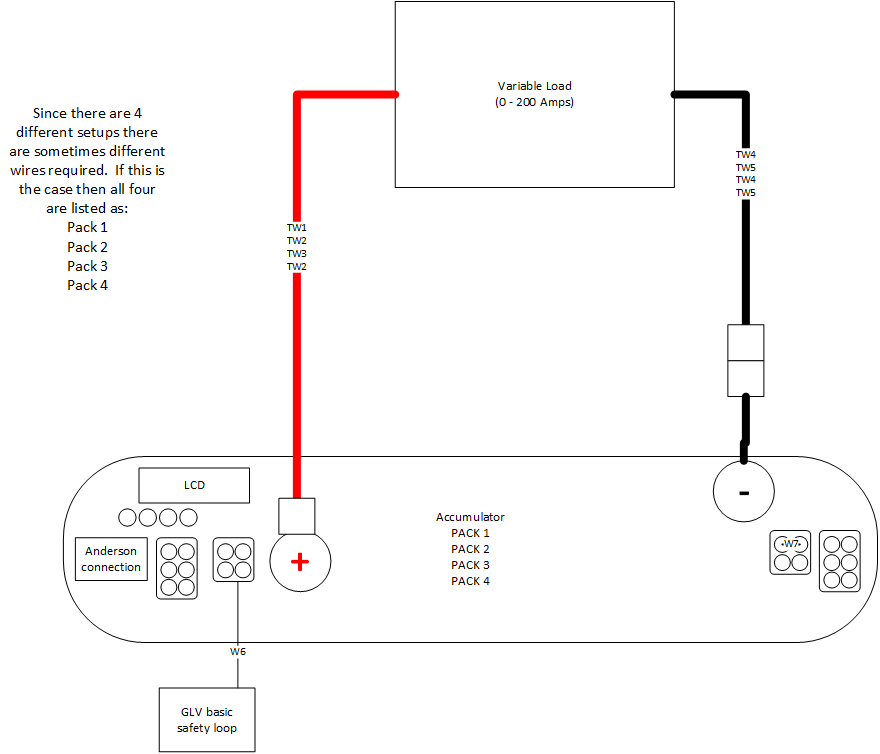 Variable Load
(0 - 200 Amps)
Since there are 4
different setups there
are sometimes different
wires required.  If this is
the case then all four
are listed as:
Pack 1
Pack 2
Pack 3
Pack 4
TW4
TW5
TW4
TW5
TW1
TW2
TW3
TW2
LCD
Anderson
connection
+
Accumulator
PACK 1
PACK 2
PACK 3
PACK 4
-
W7
W6
GLV basic
safety loop